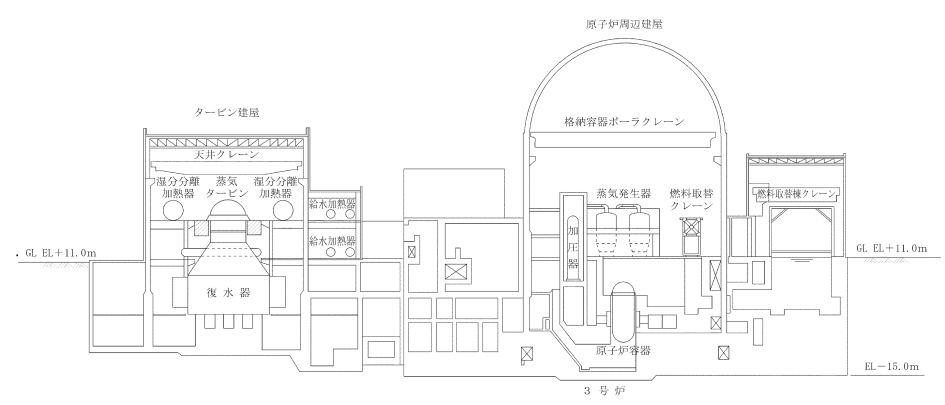 原子炉周辺建屋
タービン建屋
格納容器ポーラクレーン
天井クレーン
湿分分離
加熱器
蒸気
タービン
湿分分離
加熱器
給水加熱器
給水加熱器
蒸気発生器
燃料取替
クレーン
燃料取替棟クレーン
加圧器
GL EL+11.0m
GL EL+11.0m
復水器
原子炉容器
EL-15.0m
3号炉